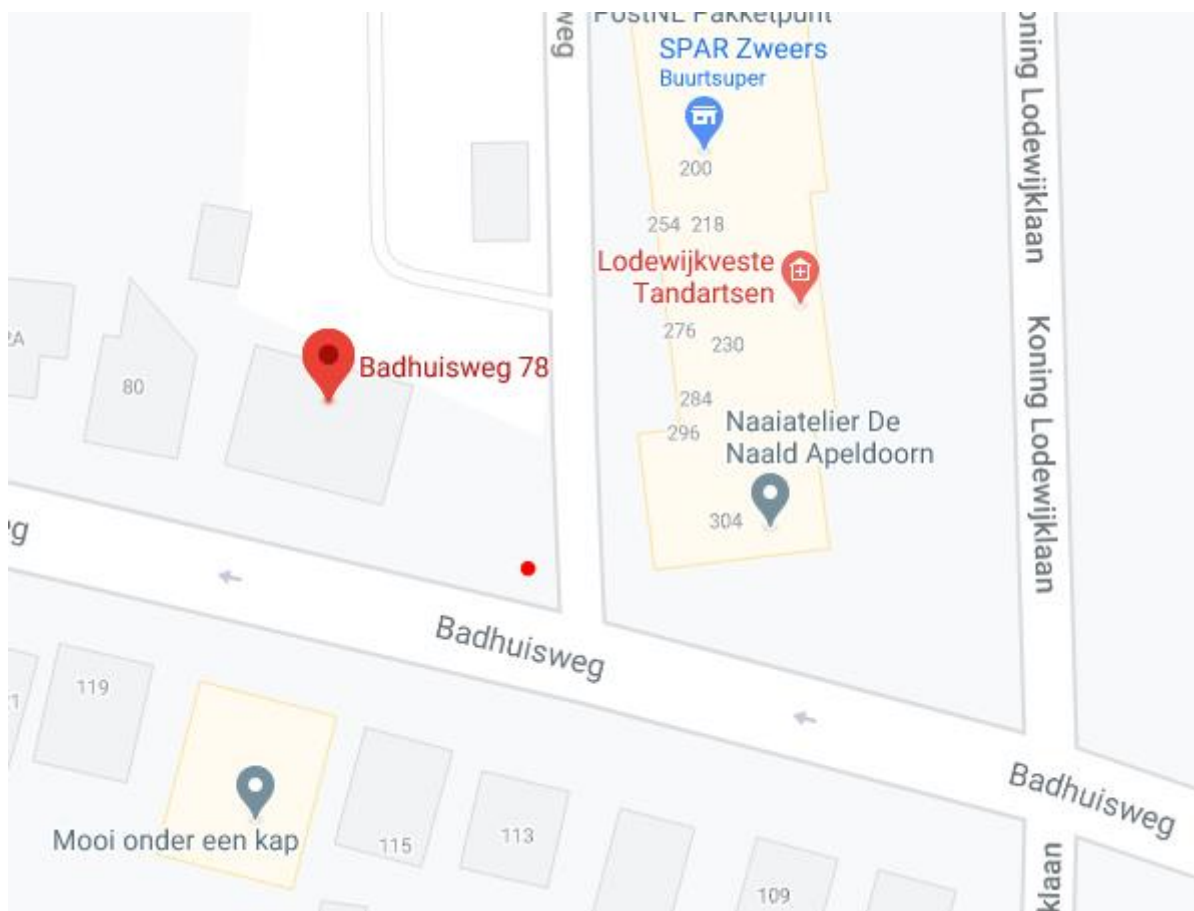 PostNL Pakketpunt
SPAR Zweers
Buurtsuper
200
254 218
Lodewijkveste
Tandartsen
276
230
284
296
Naaiatelier De
Naald Apeldoorn
304
Koning Lodewijklaan
Koning Lodewijklaan
2A
80
Badhuisweg 78
Badhuisweg
Badhuisweg
119
Mooi onder een kap
115
113
109